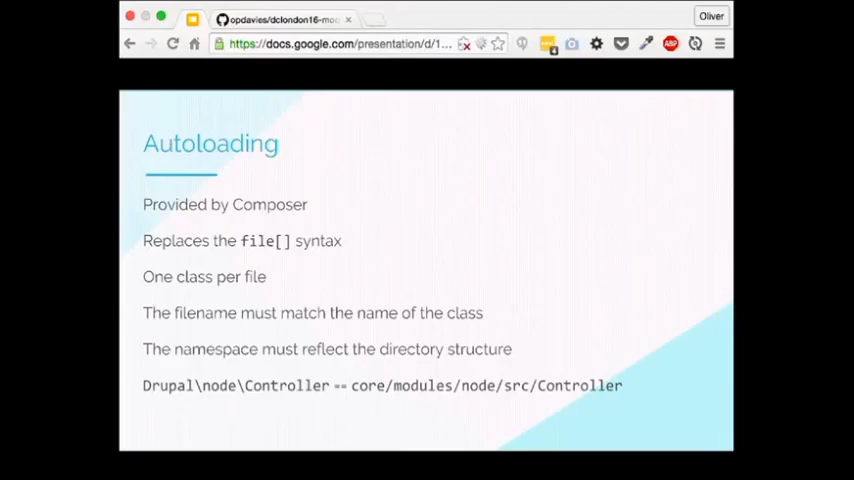 opdavies/dclondon16-mo
Oliver
https://docs.google.com/presentation/d/1...
4
ABP
Autoloading
Provided by Composer
Replaces the file[] syntax
One class per file
The filename must match the name of the class
The namespace must reflect the directory structure
Drupal\node\Controller == core/modules/node/src/Controller